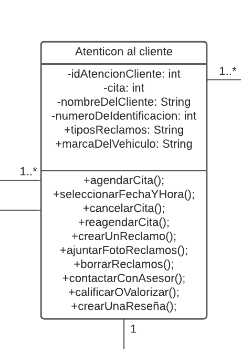 Atenticon al cliente
1..*
-idAtencionCliente: int
-cita: int
-nombreDelCliente: String
-numeroDeIdentificacion: int
+tiposReclamos: String
+marcaDelVehiculo: String
1..*
+agendarCita();
+seleccionarFechaYHora();
+cancelarCita();
+reagendarCita();
+crearUnReclamo();
+ajuntarFotoReclamos();
+borrarReclamos();
+contactarConAsesor();
+calificarOValorizar();
+crearUnaReseña();
1